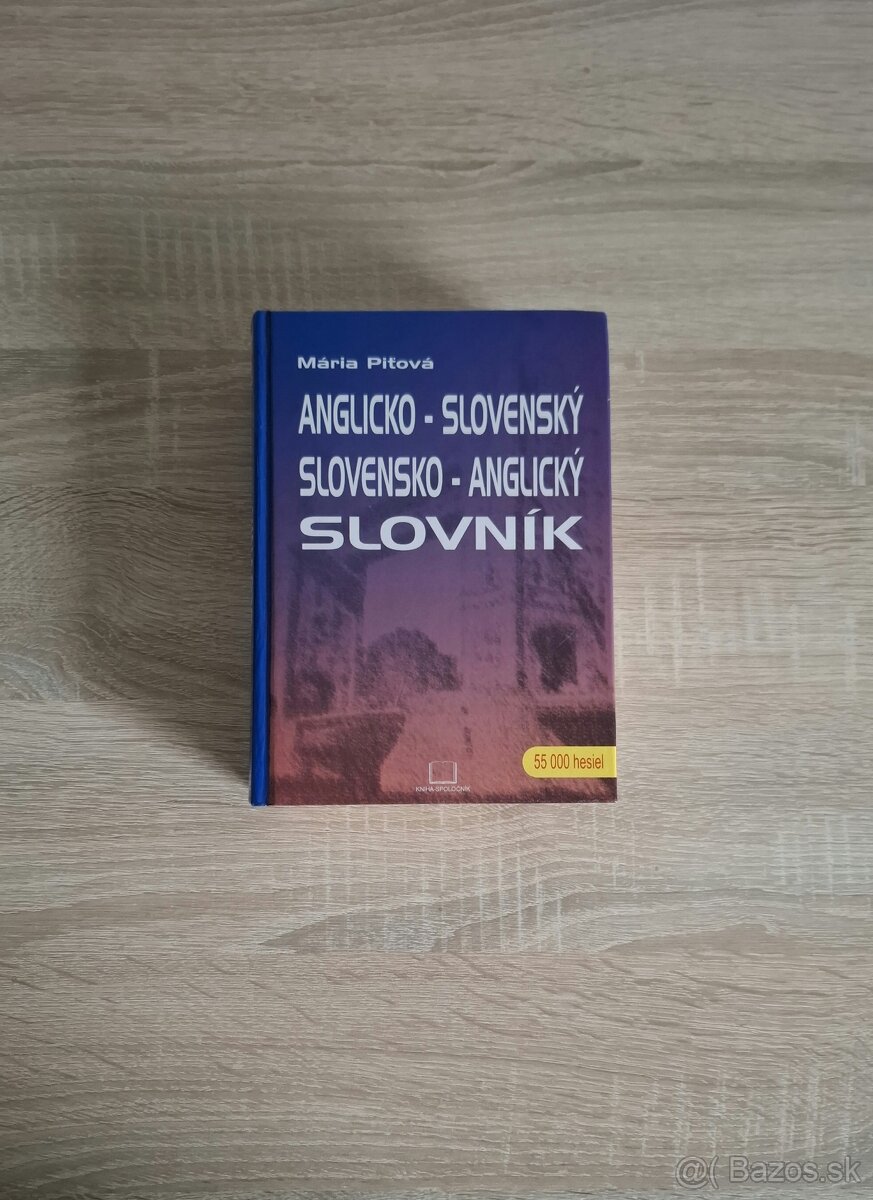 Mária Piťová
ANGLICKO - SLOVENSKÝ
SLOVENSKO - ANGLICKÝ
SLOVNÍK
55 000 hesiel
KNIHA-SPOLOČNÍK
@( Bazos.sk